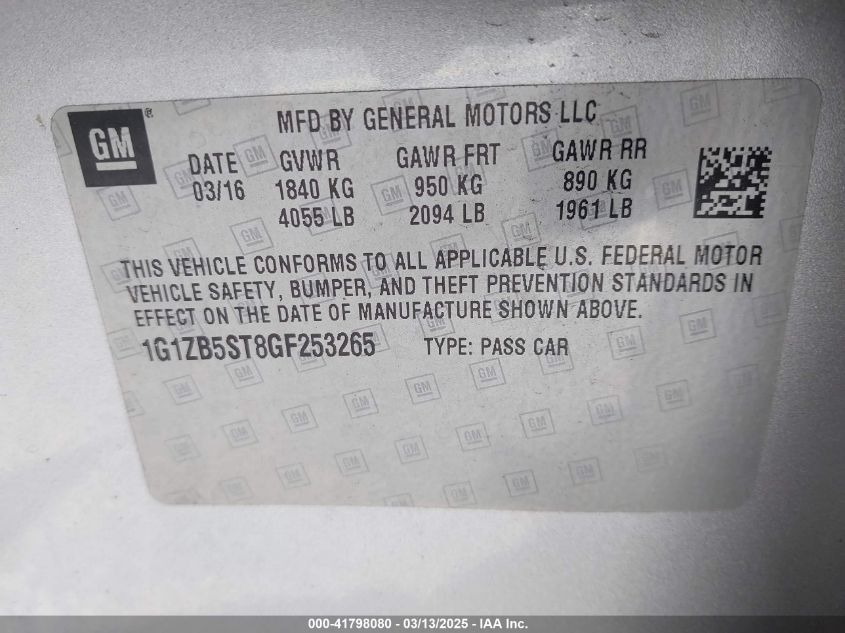 GM ® MFD BY GENERAL MOTORS LLC
DATE GVWR GAWR FRT GAWR RR
03/16 1840 KG 950 KG 890 KG
4055 LB 2094 LB 1961 LB
THIS VEHICLE CONFORMS TO ALL APPLICABLE U.S. FEDERAL MOTOR
VEHICLE SAFETY, BUMPER, AND THEFT PREVENTION STANDARDS IN
EFFECT ON THE DATE OF MANUFACTURE SHOWN ABOVE.
1G1ZB5ST8GF253265 TYPE: PASS CAR
000-41798080 - 03/13/2025 - IAA Inc.